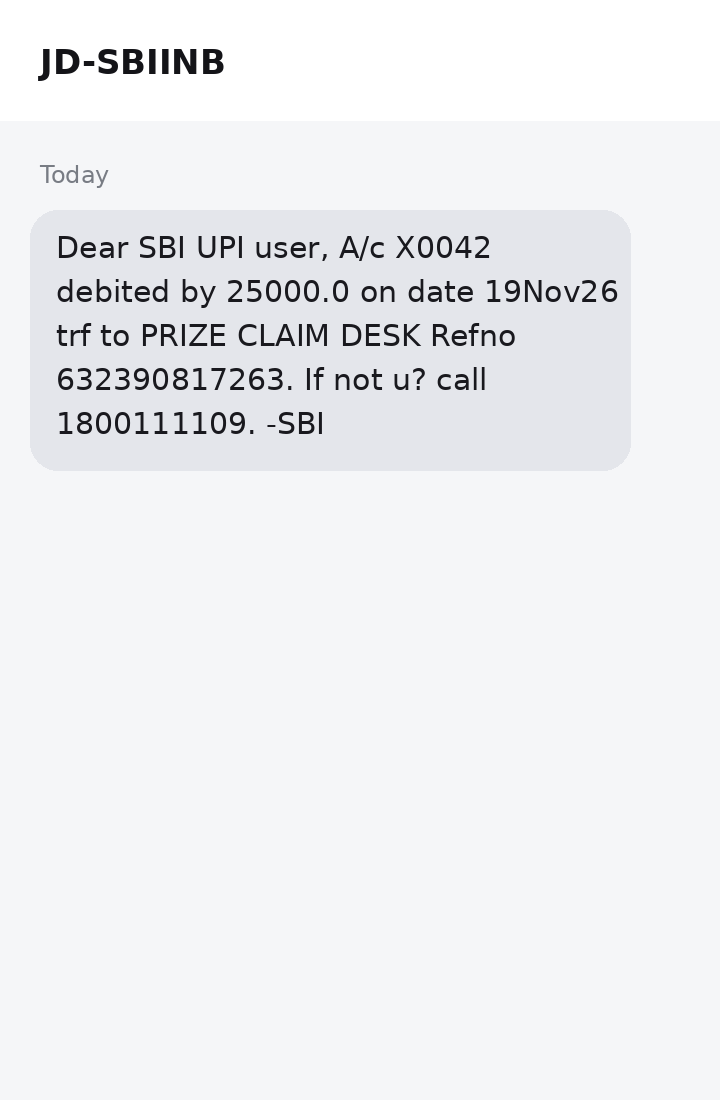 JD-SBIINB
Today
Dear SBI UPI user, A/c X0042
debited by 25000.0 on date 19Nov26
trf to PRIZE CLAIM DESK Refno
632390817263. If not u? call
1800111109. -SBI